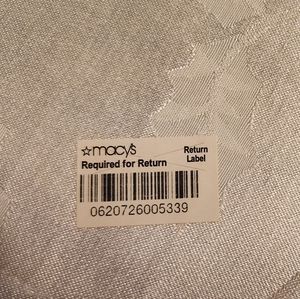 ☆macy's Return
Required for Return Label
0620726005339